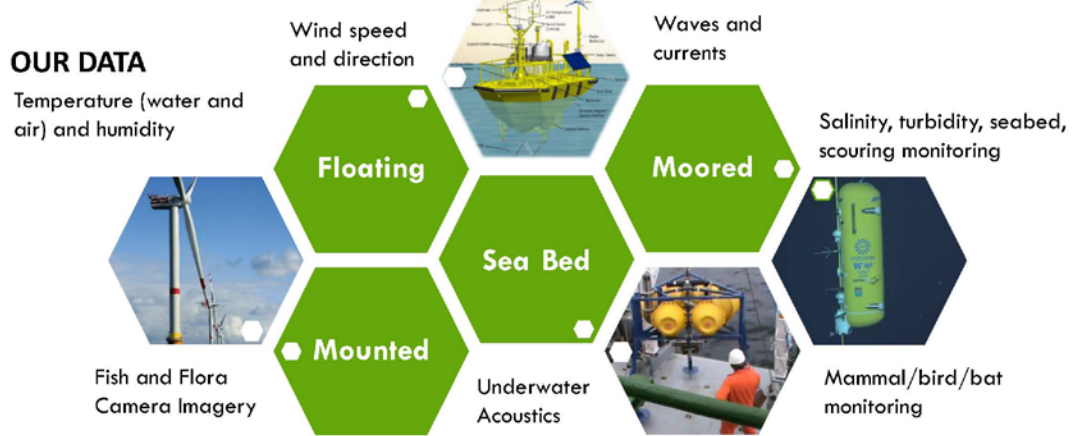 OUR DATA
Temperature (water and
air) and humidity
Wind speed
and direction
Waves and
currents
Salinity, turbidity, seabed,
scouring monitoring
Floating
Moored
Sea Bed
Mounted
Fish and Flora
Camera Imagery
Underwater
Acoustics
Mammal/bird/bat
monitoring